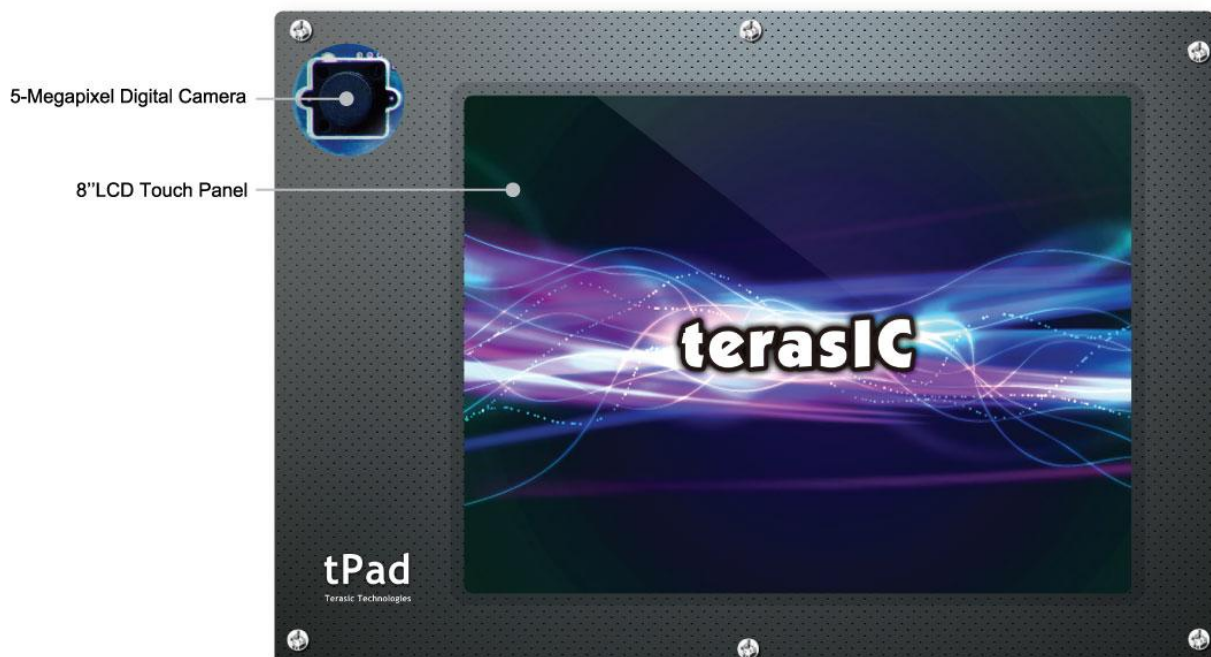 5-Megapixel Digital Camera
8"LCD Touch Panel
terasIC
tPad
Terasic Technologies